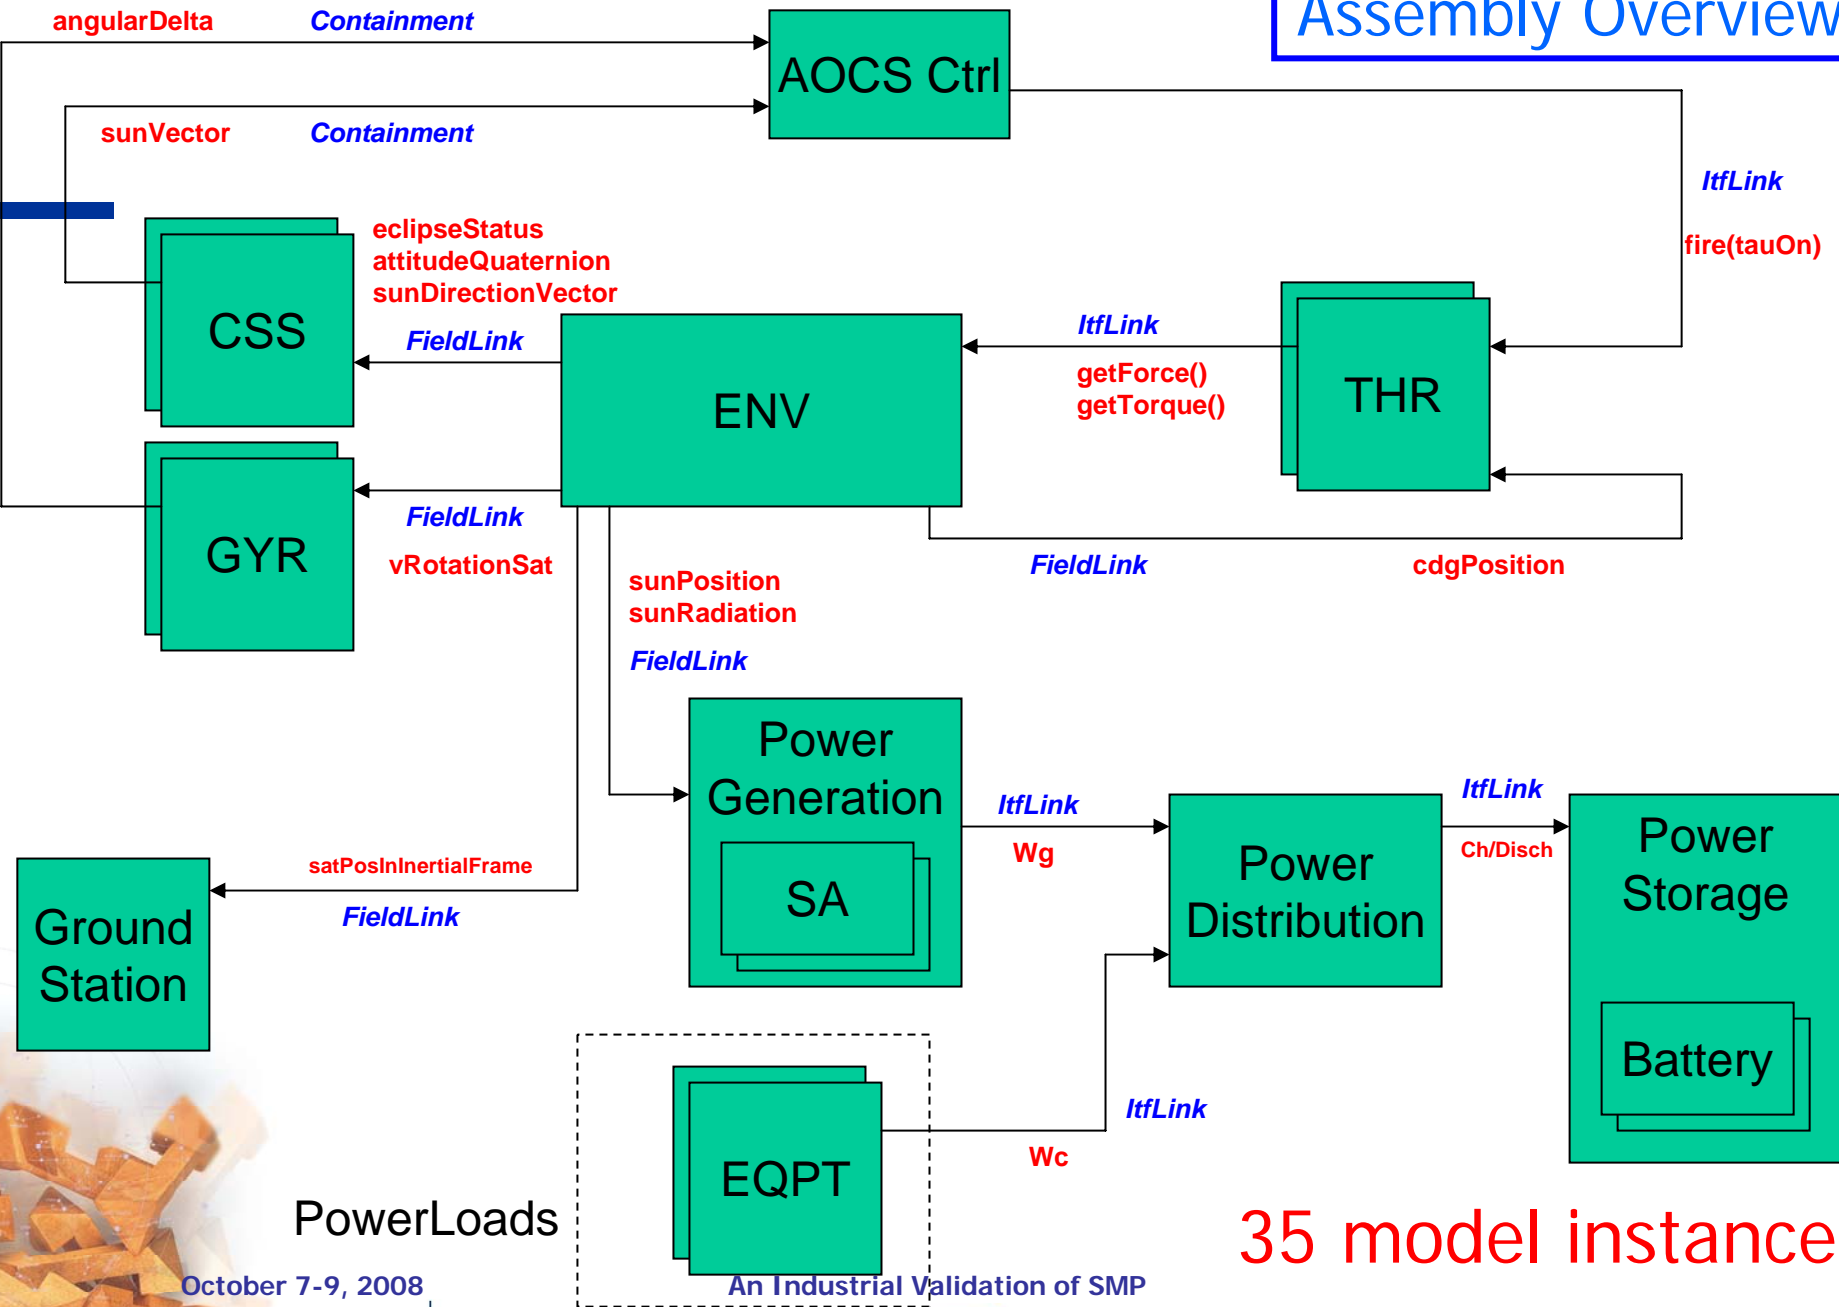 Assembly Overview
angularDelta Containment
AOCS Ctrl
sunVector Containment
ItfLink
fire(tauOn)
eclipseStatus
attitudeQuaternion
sunDirectionVector
CSS
FieldLink
ENV
ItfLink
getForce()
getTorque()
THR
GYR
FieldLink
vRotationSat
FieldLink
cdgPosition
sunPosition
sunRadiation
FieldLink
Power
Generation
SA
ItfLink
Wg
Power
Distribution
ItfLink
Ch/Disch
Power
Storage
Battery
satPosInInertialFrame
FieldLink
Ground
Station
EQPT
ItfLink
Wc
PowerLoads
35 model instance
October 7-9, 2008
An Industrial Validation of SMP